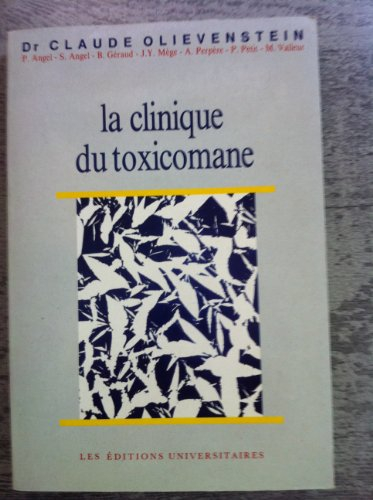 Dr CLAUDE OLIEVENSTEIN
P. Angel - S. Angel - B. Géraud - J.Y. Mège - A. Perpère - P. Petit - M. Valleur
la clinique
du toxicomane
LES ÉDITIONS UNIVERSITAIRES